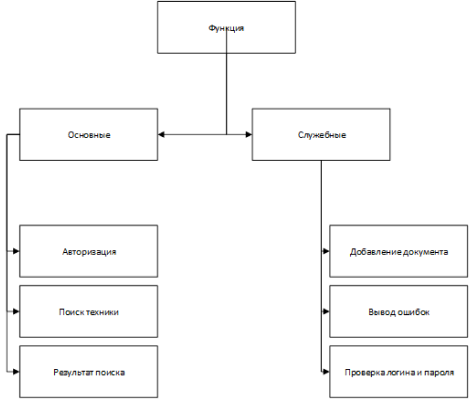 Функция
Основные
Служебные
Авторизация
Добавление документа
Поиск техники
Вывод ошибок
Результат поиска
Проверка логина и пароля